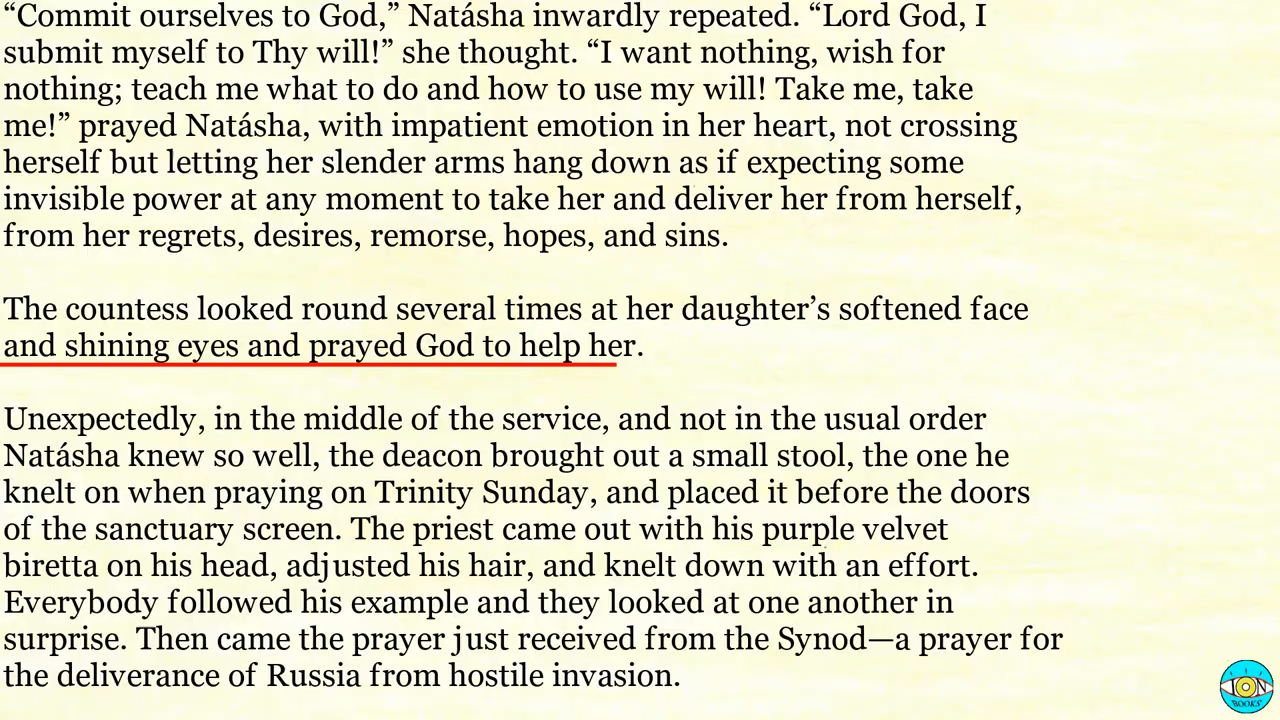 “Commit ourselves to God,” Natásha inwardly repeated. “Lord God, I
submit myself to Thy will!” she thought. “I want nothing, wish for
nothing; teach me what to do and how to use my will! Take me, take
me!” prayed Natásha, with impatient emotion in her heart, not crossing
herself but letting her slender arms hang down as if expecting some
invisible power at any moment to take her and deliver her from herself,
from her regrets, desires, remorse, hopes, and sins.
The countess looked round several times at her daughter’s softened face
and shining eyes and prayed God to help her.
Unexpectedly, in the middle of the service, and not in the usual order
Natásha knew so well, the deacon brought out a small stool, the one he
knelt on when praying on Trinity Sunday, and placed it before the doors
of the sanctuary screen. The priest came out with his purple velvet
biretta on his head, adjusted his hair, and knelt down with an effort.
Everybody followed his example and they looked at one another in
surprise. Then came the prayer just received from the Synod—a prayer for
the deliverance of Russia from hostile invasion.
ION
BOOKS